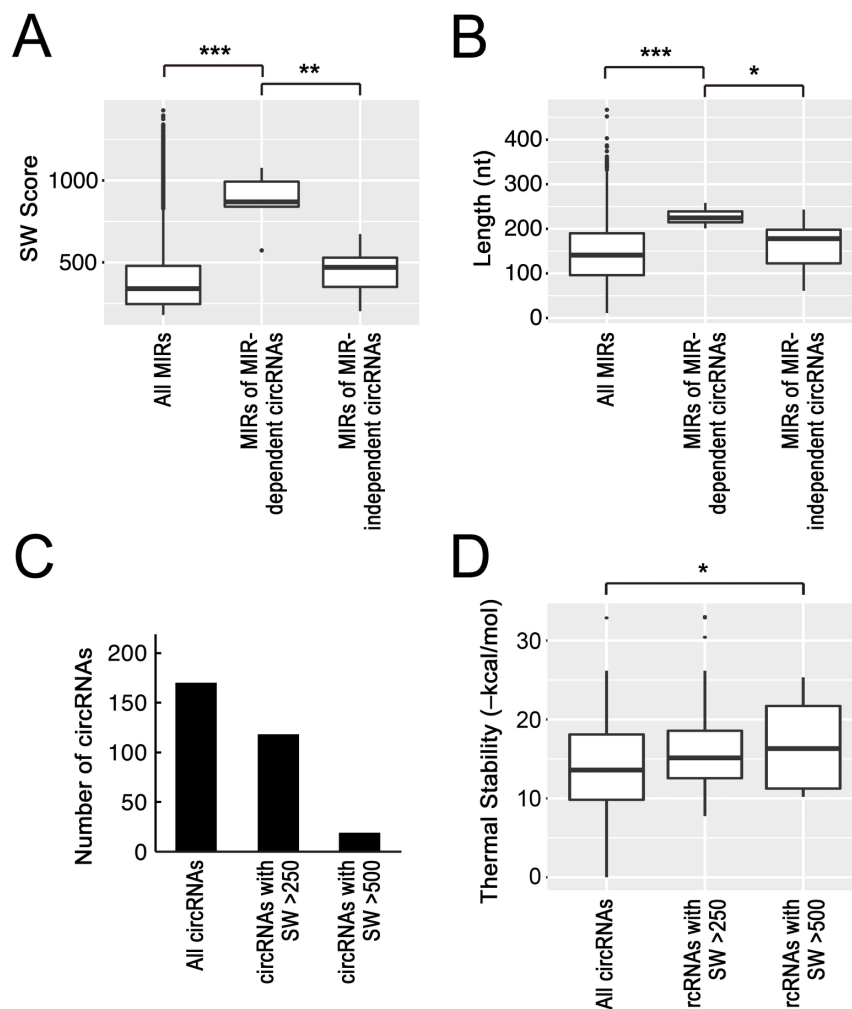 A
***
**
SW Score
1000
500
All MIRs
MIRs of MIR-
dependent circRNAs
MIRs of MIR-
independent circRNAs
B
***
*
Length (nt)
400
300
200
100
0
All MIRs
MIRs of MIR-
dependent circRNAs
MIRs of MIR-
independent circRNAs
C
Number of circRNAs
200
150
100
50
0
All circRNAs
circRNAs with
SW >250
circRNAs with
SW >500
D
*
Thermal Stability (–kcal/mol)
30
20
10
0
All circRNAs
rcRNAs with
SW >250
rcRNAs with
SW >500